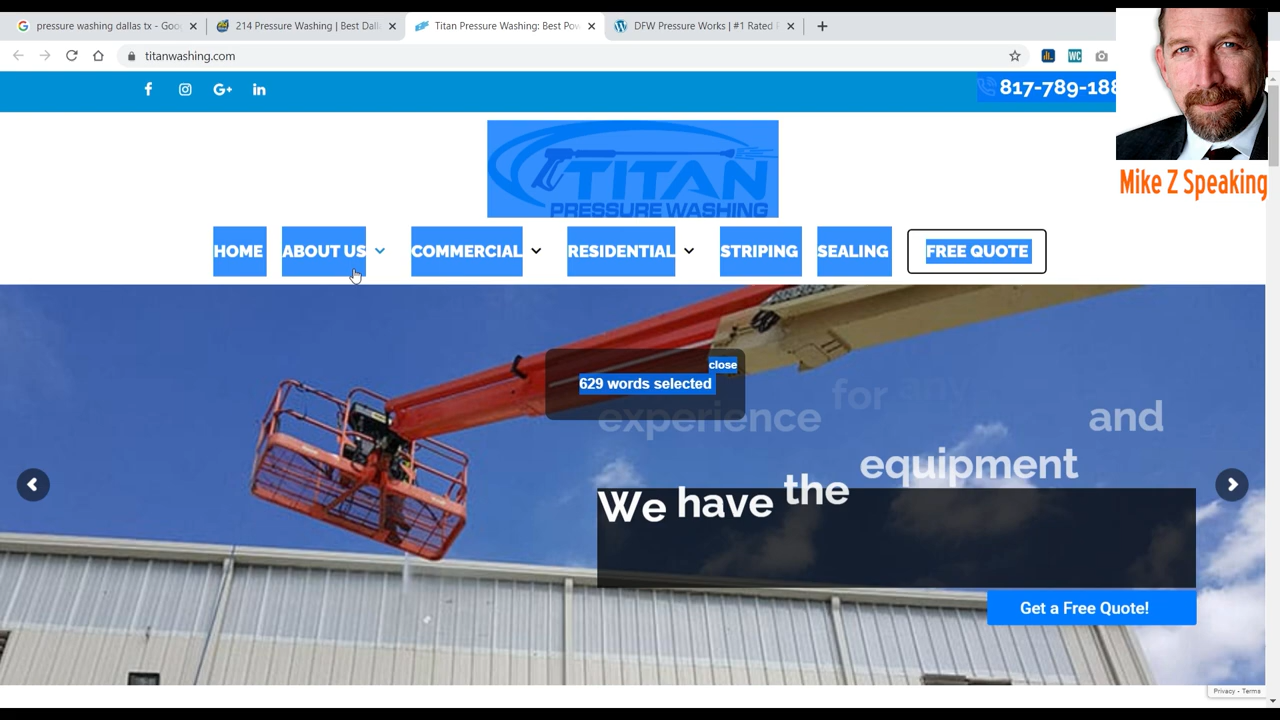 pressure washing dallas tx - Goo
214 Pressure Washing | Best Dall
Titan Pressure Washing: Best Pow
DFW Pressure Works | #1 Rated
titanwashing.com
WC
G+
817-789-188
TITAN
PRESSURE WASHING
Mike Z Speaking
HOME ABOUT US COMMERCIAL RESIDENTIAL STRIPING SEALING FREE QUOTE
close
629 words selected
We have the equipment and
experience for any
Get a Free Quote!
Privacy - Terms